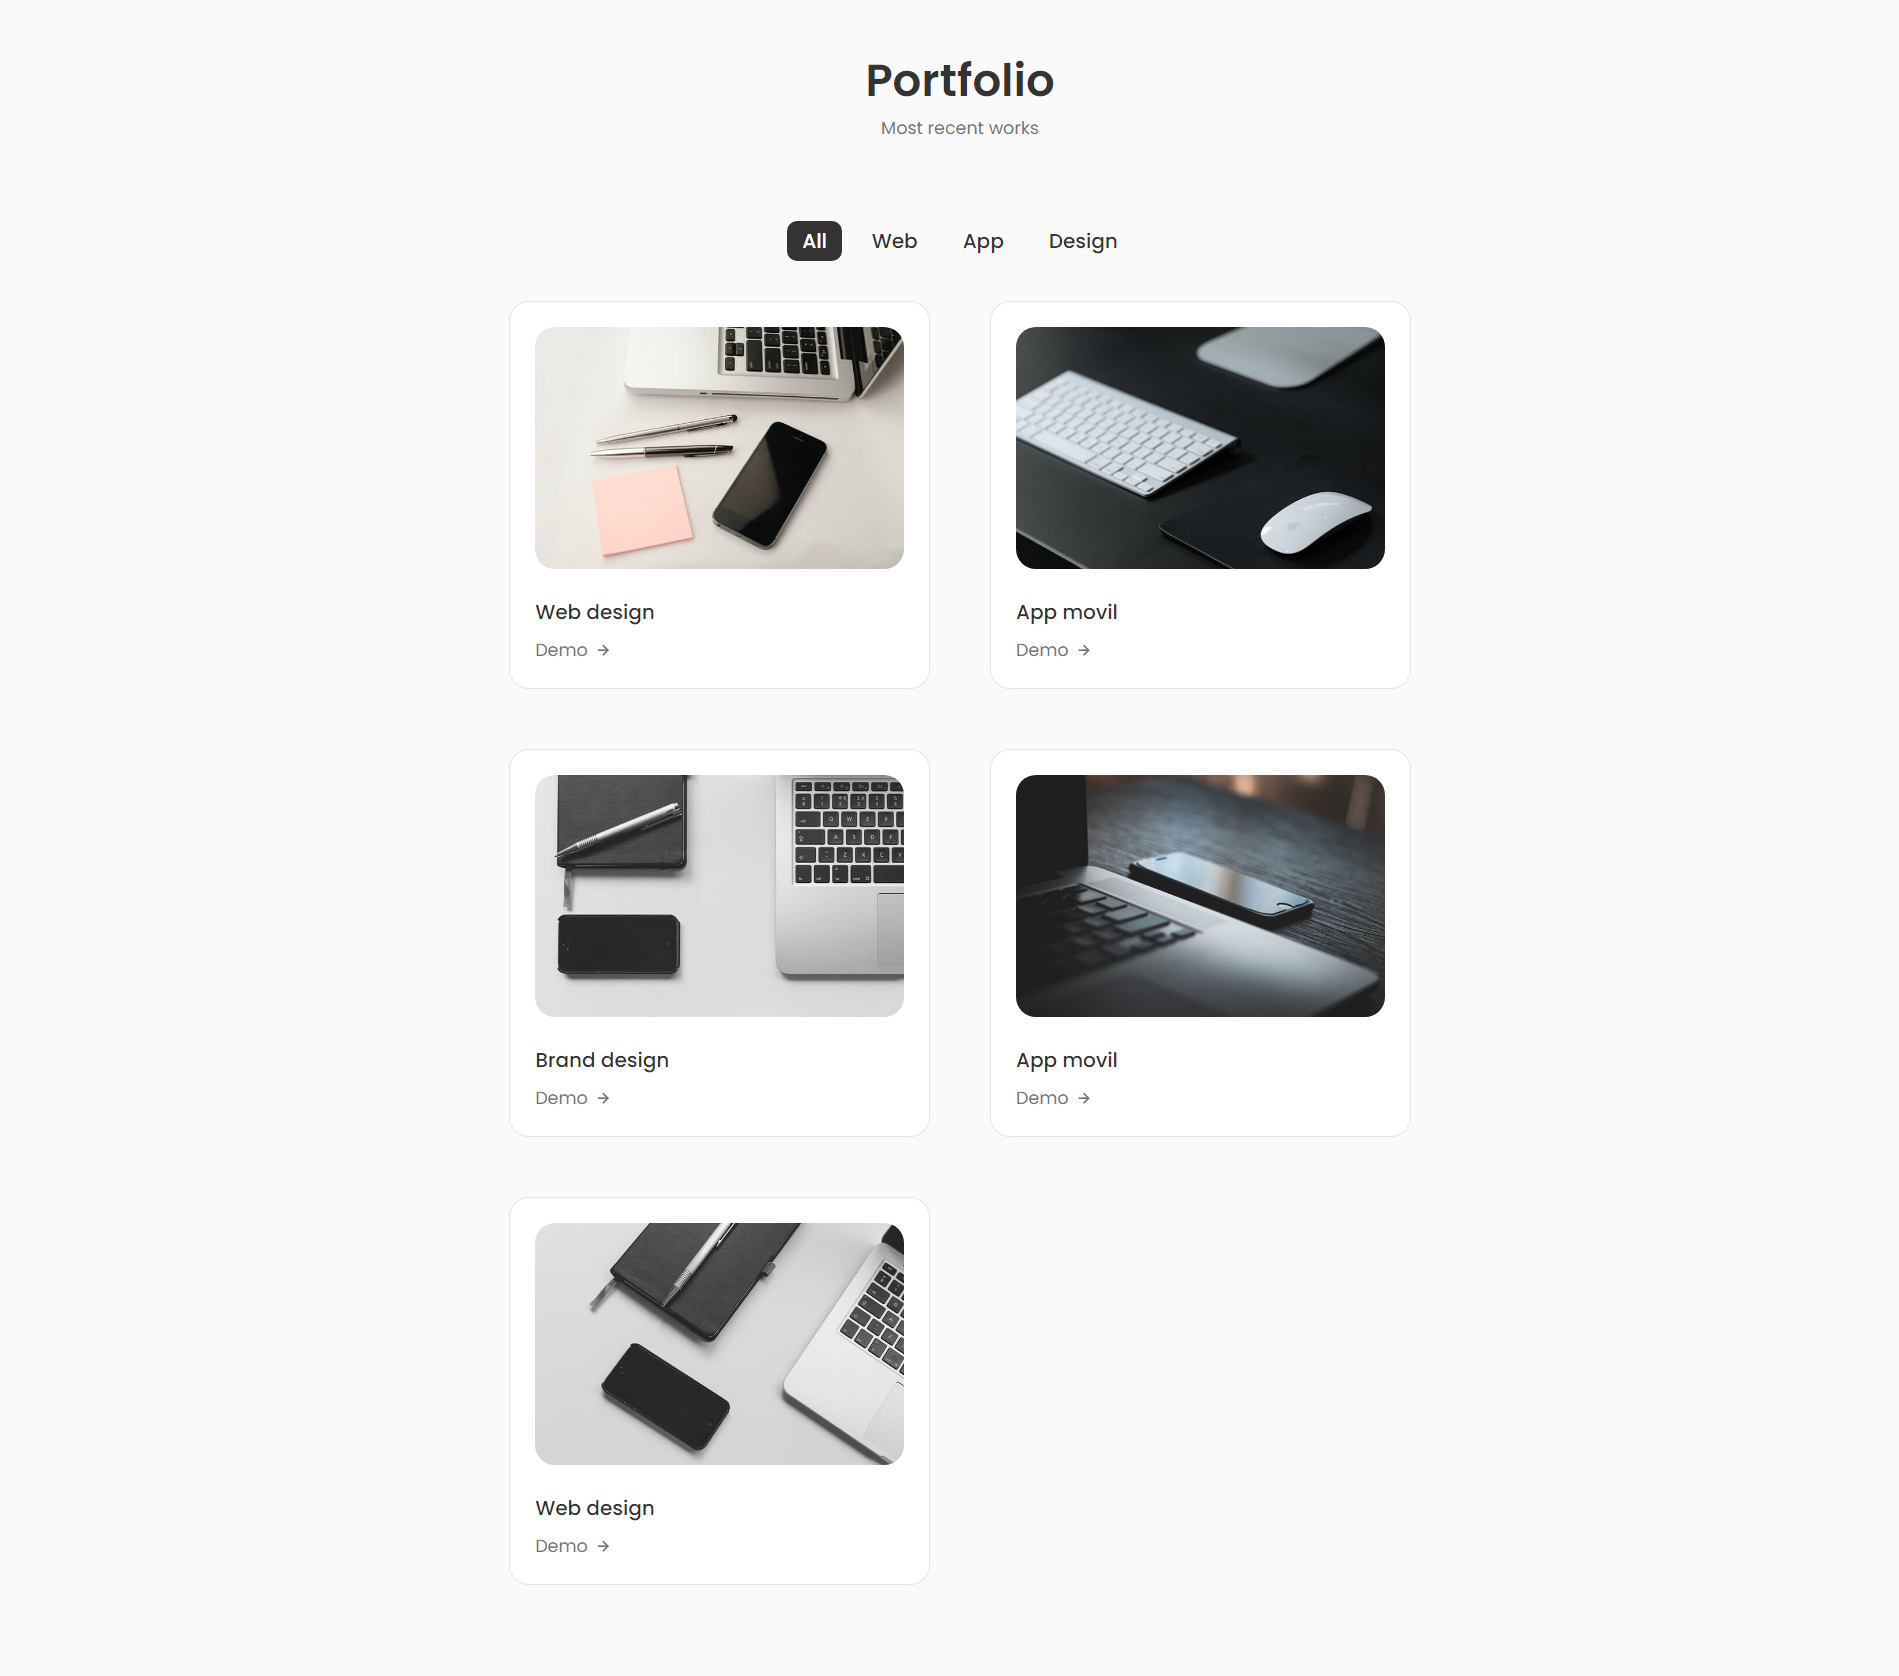 Portfolio
Most recent works
All Web App Design
Web design
Demo →
App movil
Demo →
Brand design
Demo →
App movil
Demo →
Web design
Demo →